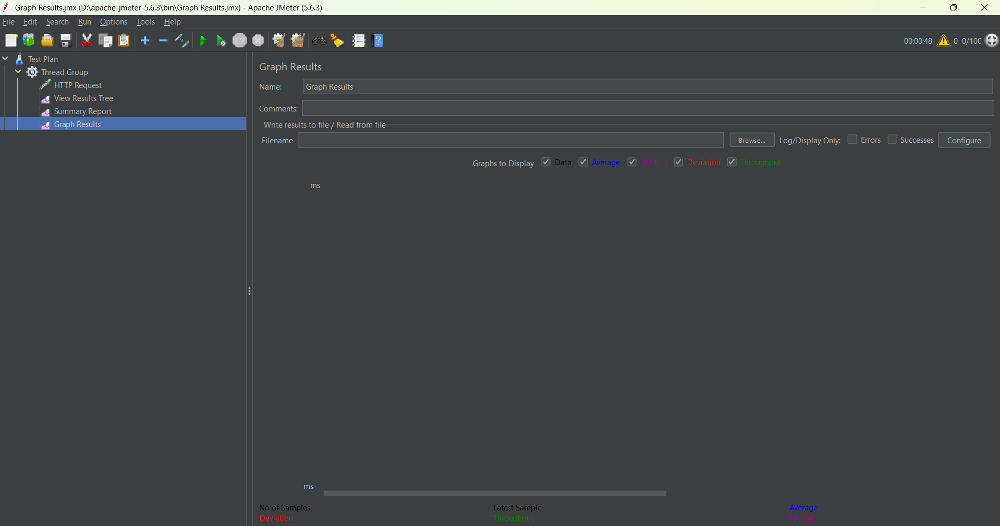 Graph Results.jmx (D:\apache-jmeter-5.6.3\bin\Graph Results.jmx) - Apache JMeter (5.6.3)
File Edit Search Run Options Tools Help
STOP
00:00:48 0 0/100
Test Plan
Thread Group
HTTP Request
View Results Tree
Summary Report
Graph Results
Graph Results
Name: Graph Results
Comments:
Write results to file / Read from file
Filename Browse... Log/Display Only: Errors Successes Configure
Graphs to Display Data Average Median Deviation Throughput
ms
ms
No of Samples Latest Sample Average
Deviation Throughput Median